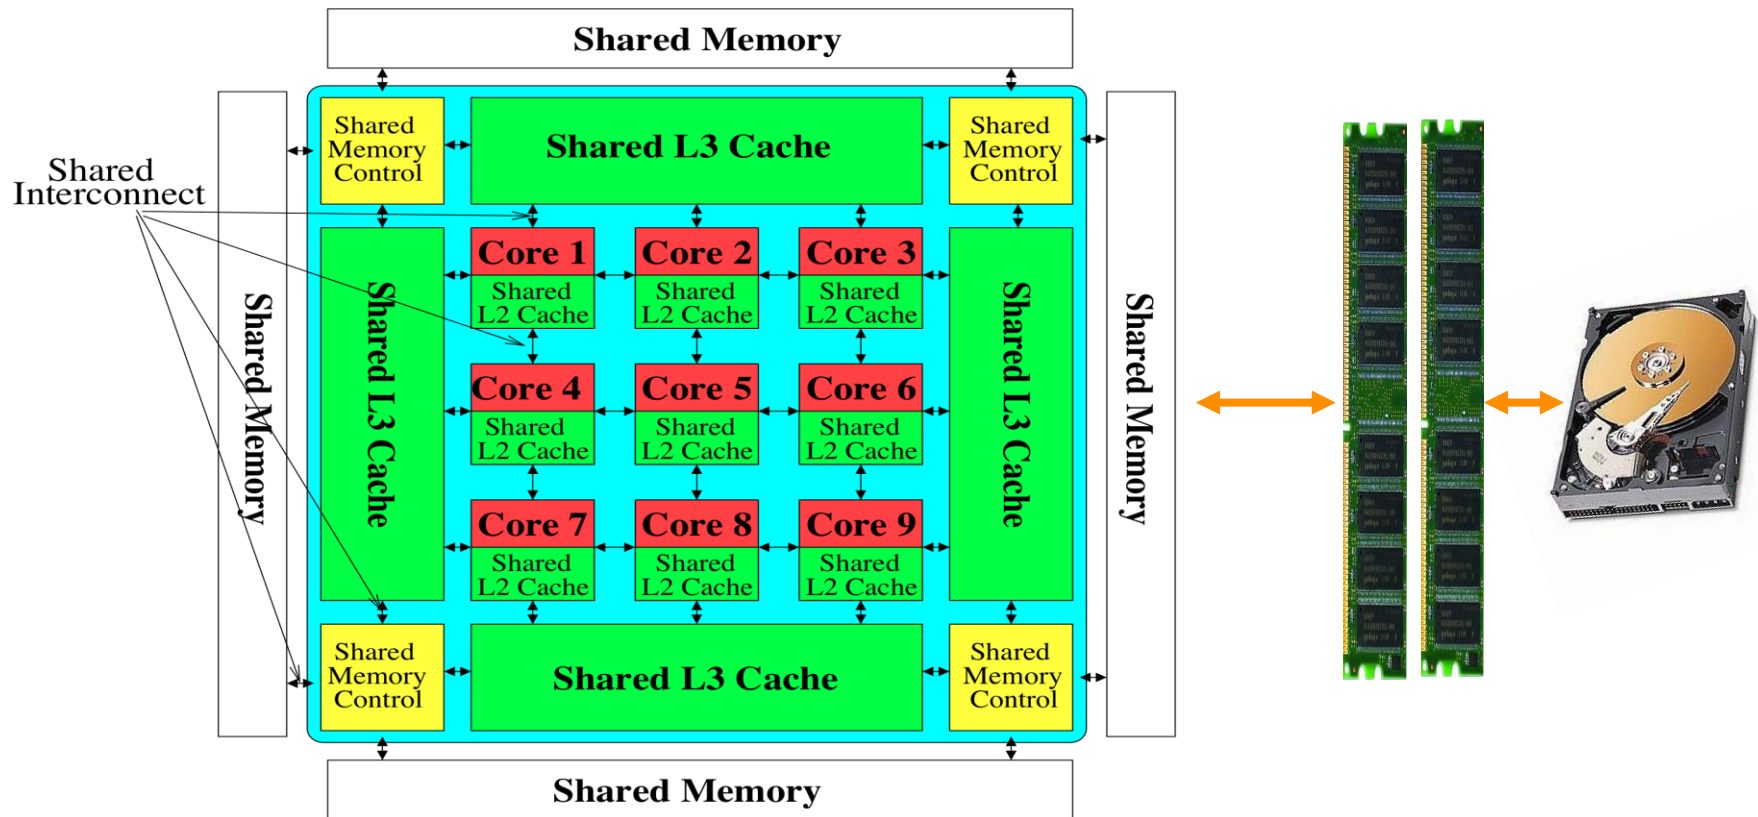 Shared Memory
Shared
Memory
Control
Shared L3 Cache
Shared
Memory
Control
Shared
Interconnect
Shared Memory
Shared L3 Cache
Core 1
Shared
L2 Cache
Core 2
Shared
L2 Cache
Core 3
Shared
L2 Cache
Shared L3 Cache
Shared Memory
Core 4
Shared
L2 Cache
Core 5
Shared
L2 Cache
Core 6
Shared
L2 Cache
Core 7
Shared
L2 Cache
Core 8
Shared
L2 Cache
Core 9
Shared
L2 Cache
Shared
Memory
Control
Shared L3 Cache
Shared
Memory
Control
Shared Memory